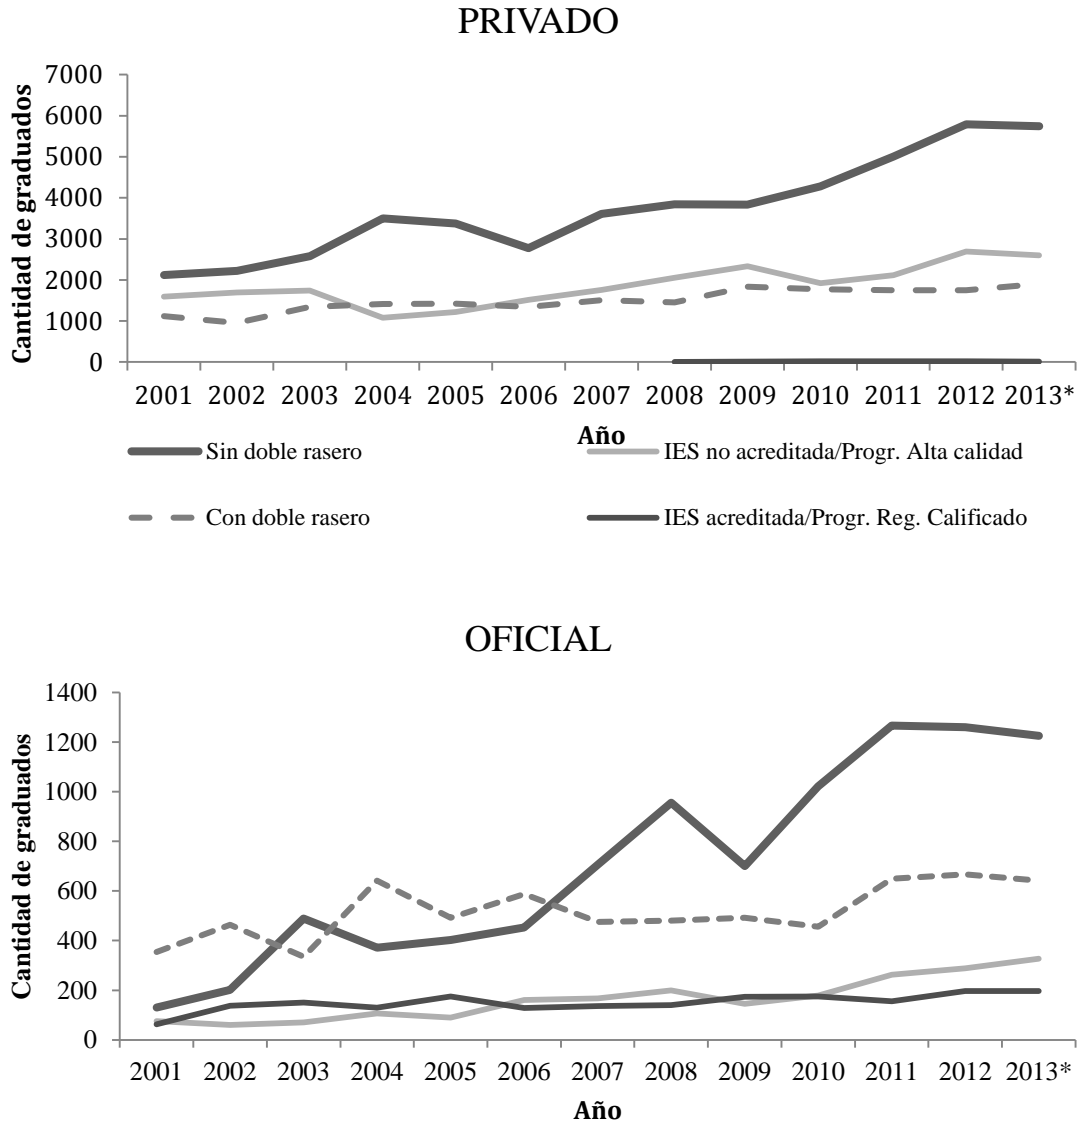 PRIVADO
Cantidad de graduados
7000
6000
5000
4000
3000
2000
1000
0
2001 2002 2003 2004 2005 2006 2007 2008 2009 2010 2011 2012 2013*
Año
Sin doble rasero
IES no acreditada/Progr. Alta calidad
Con doble rasero
IES acreditada/Progr. Reg. Calificado
OFICIAL
Cantidad de graduados
1400
1200
1000
800
600
400
200
0
2001 2002 2003 2004 2005 2006 2007 2008 2009 2010 2011 2012 2013*
Año